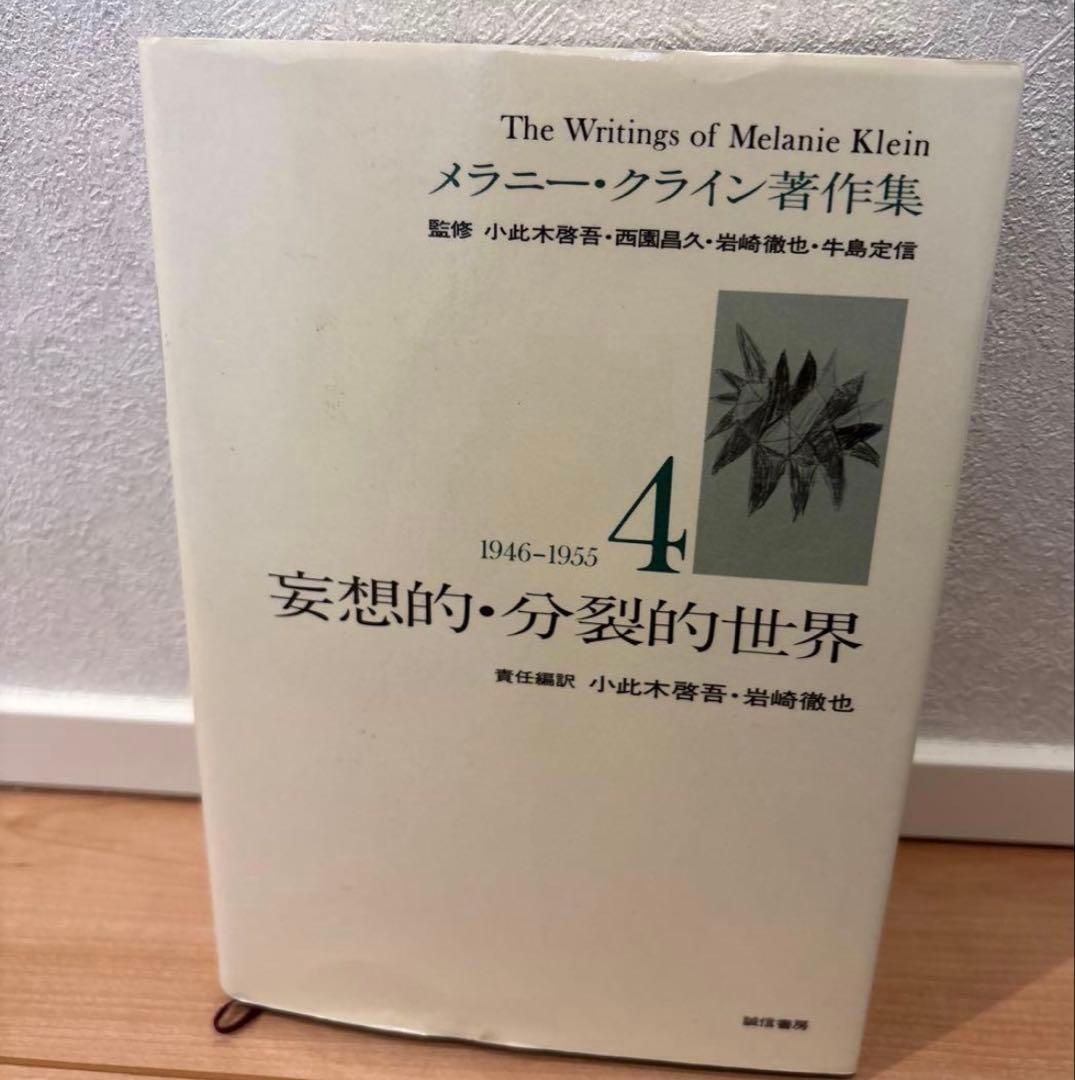 The Writings of Melanie Klein
メラニー・クライン著作集
監修 小此木啓吾・西園昌久・岩崎徹也・牛島定信
4
1946–1955
妄想的・分裂的世界
責任編訳 小此木啓吾・岩崎徹也
誠信書房